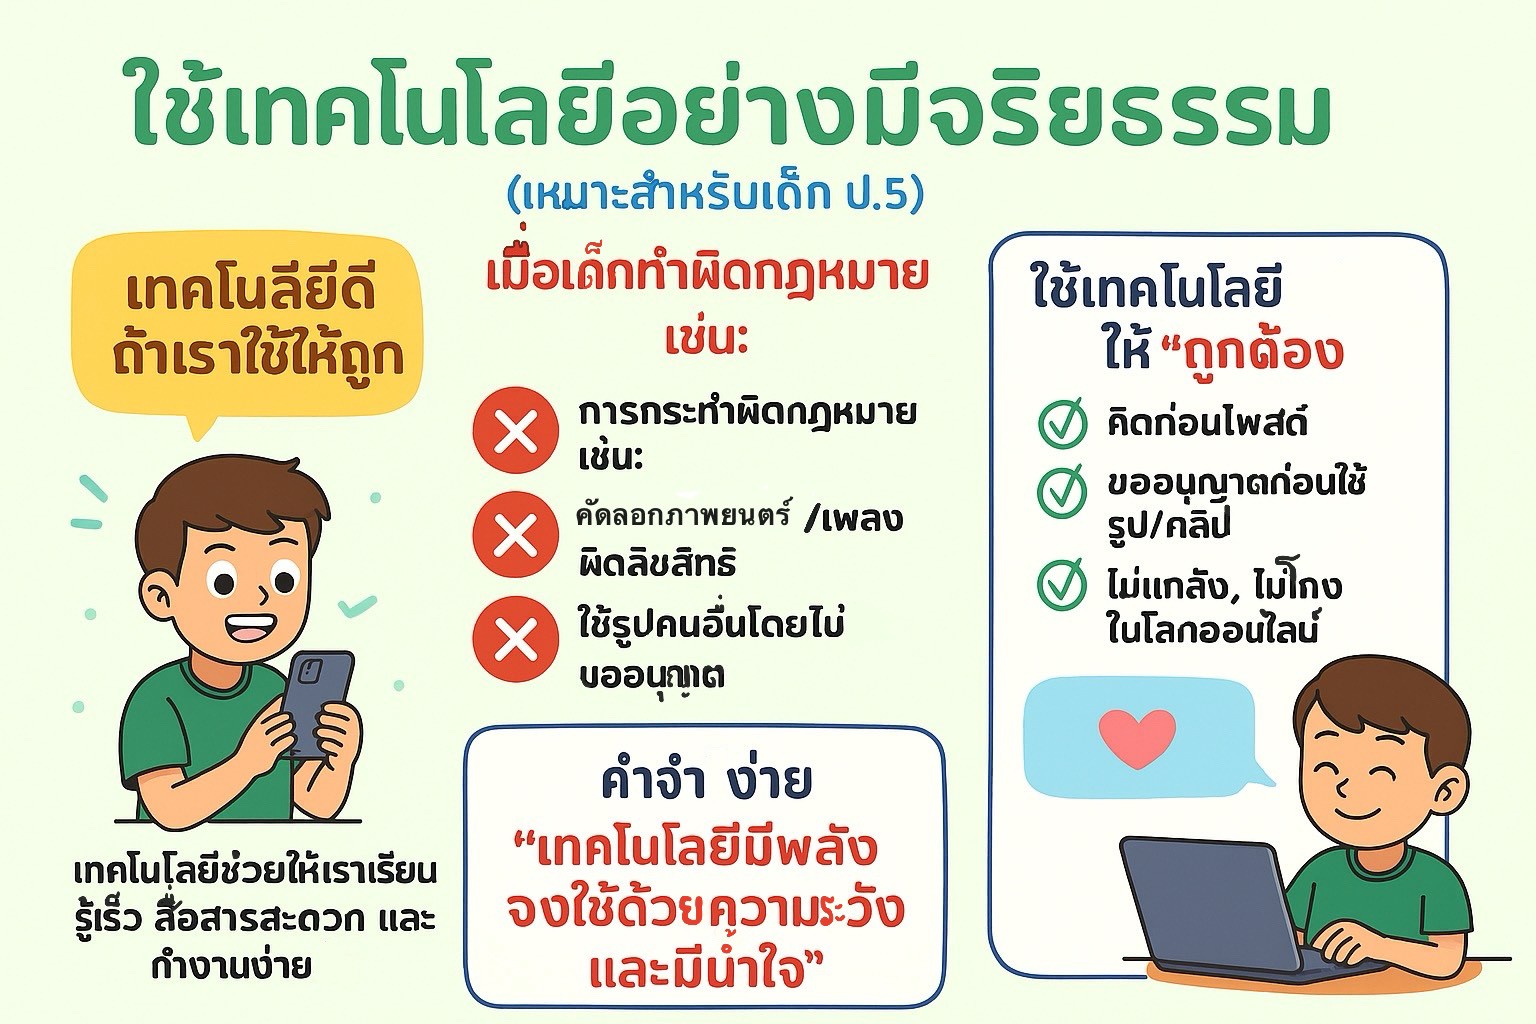 ใช้เทคโนโลยีอย่างมีจริยธรรม
(เหมาะสำหรับเด็ก ป.5)
เทคโนลียีดี
ถ้าเราใช้ให้ถูก
เทคโนโลยีช่วยให้เราเรียน
รู้เร็ว สื่อสารสะดวก และ
ทำงานง่าย
เมื่อเด็กทำผิดกฎหมาย
เช่น:
การกระทำผิดกฎหมาย
เช้น:
คัดลอกภาพยนตร์ /เพลง
ผิดลิขสิทธิ
ใช้รูปคนอื่นโดยไม่
ขออนุญาต
คำจำ ง่าย
“เทคโนโลยีมีพลัง
จงใช้ด้วยความระวัง
และมีน้ำใจ”
ใช้เทคโนโลยี
ให้ “ถูกต้อง
คิดก่อนโพสต์
ขออนุญาตก่อนใช้
รูป/คลิป
ไม่แกล้ง, ไม่โกง
ในโลกออนไลน์